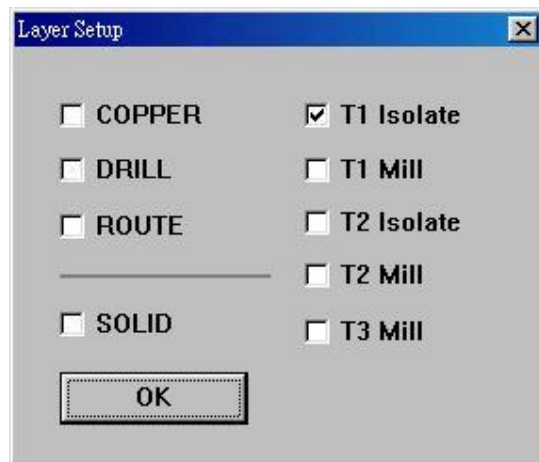 Layer Setup
COPPER
DRILL
ROUTE
SOLID
OK
T1 Isolate
T1 Mill
T2 Isolate
T2 Mill
T3 Mill